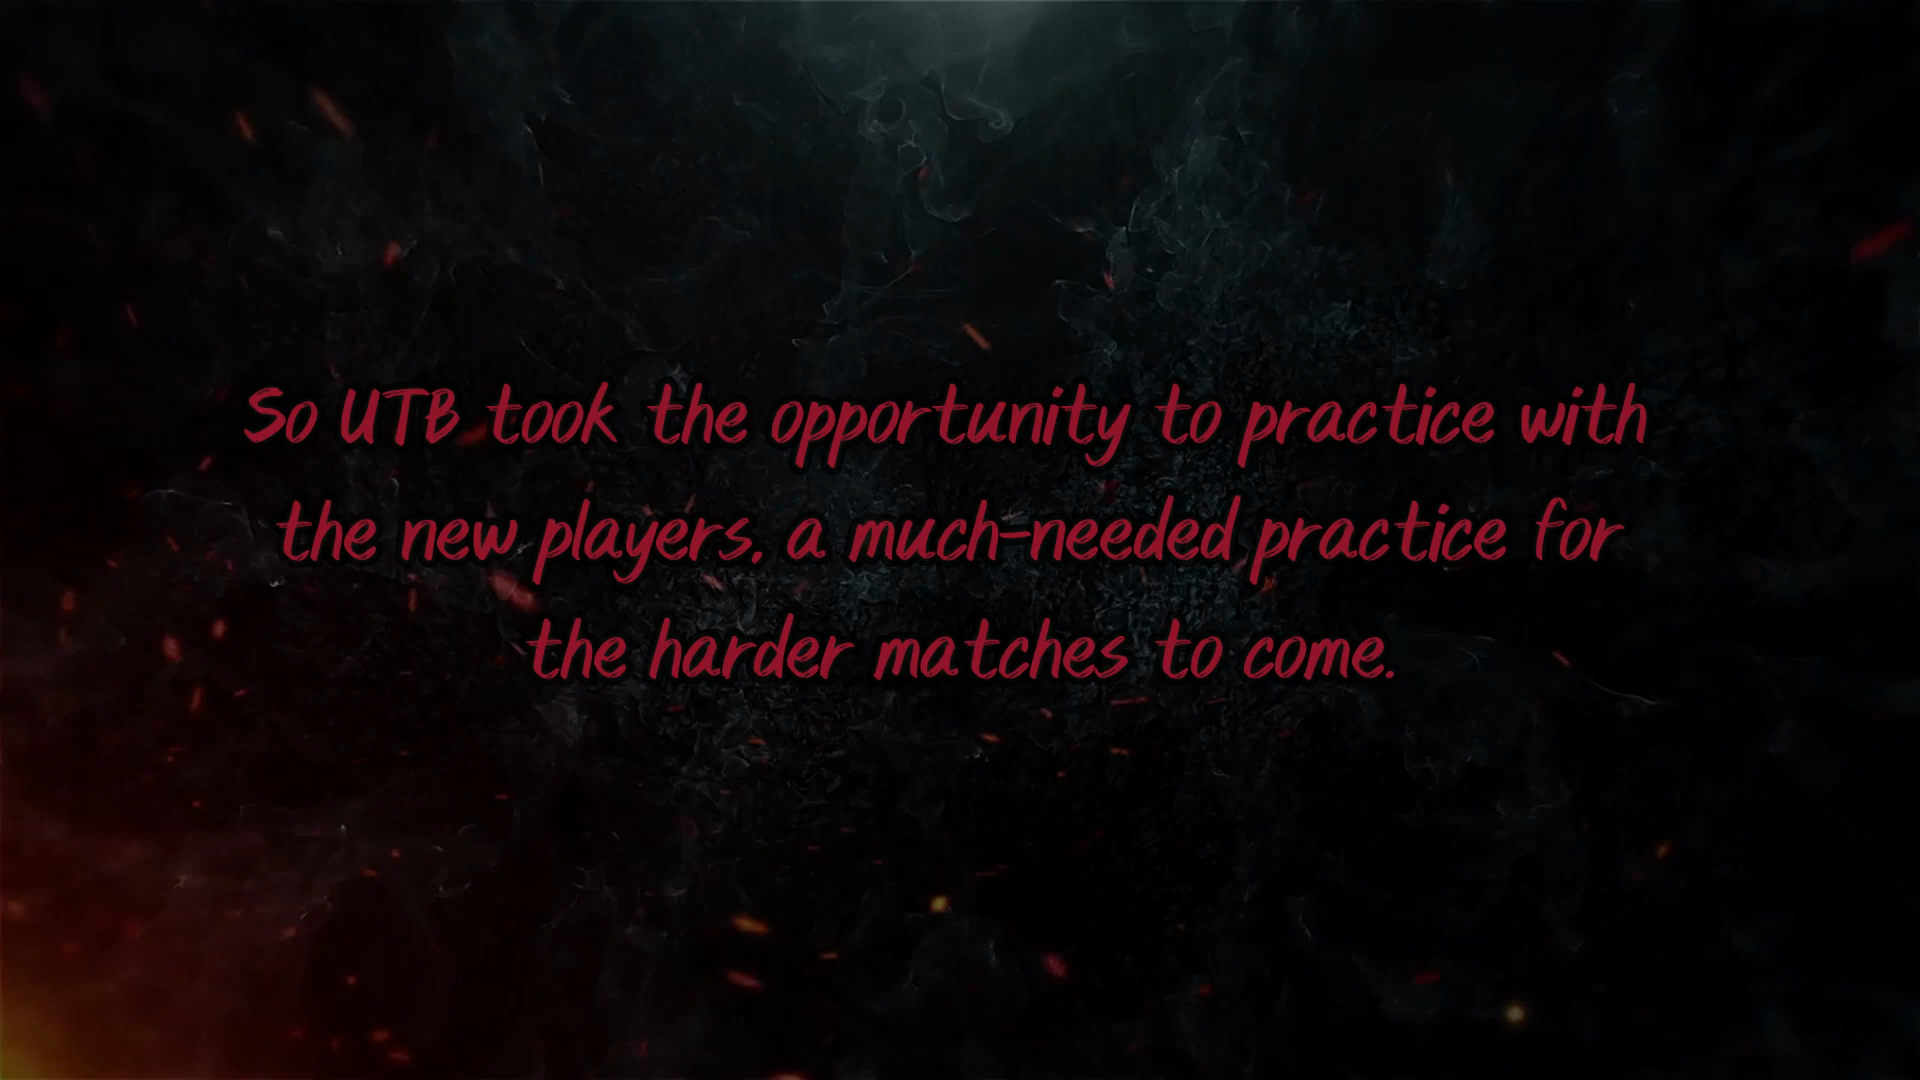 So UTB took the opportunity to practice with
the new players, a much-needed practice for
the harder matches to come.